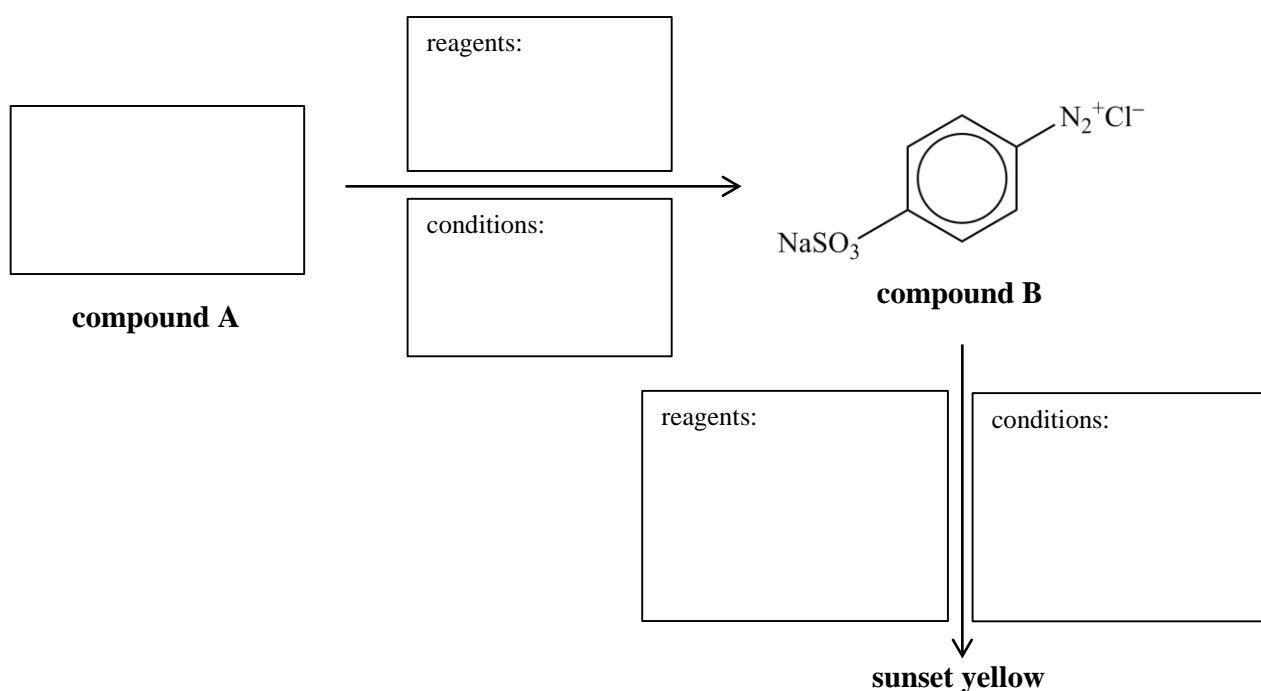 reagents:
conditions:
compound A
N₂⁺Cl⁻
NaSO₃
compound B
reagents:
conditions:
sunset yellow